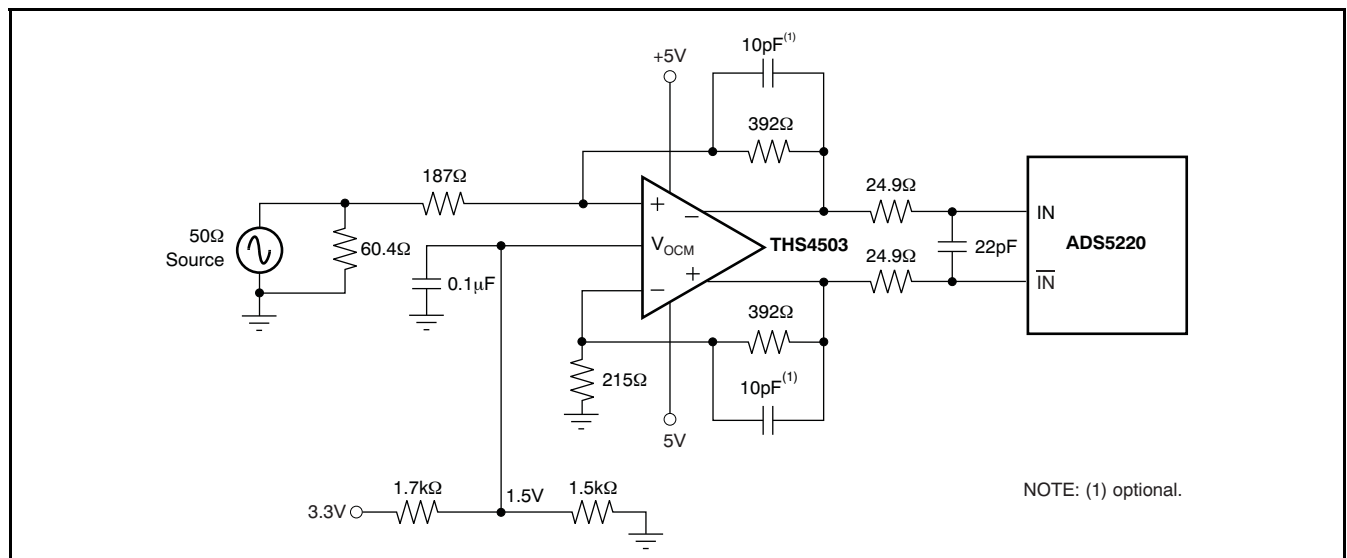 10pF(1)
+5V
392Ω
187Ω
24.9Ω
+
−
IN
50Ω
Source
60.4Ω
VOCM
THS4503
22pF
ADS5220
0.1μF
+
24.9Ω
−
IN
392Ω
215Ω
10pF(1)
5V
1.7kΩ
1.5V
1.5kΩ
3.3V
NOTE: (1) optional.